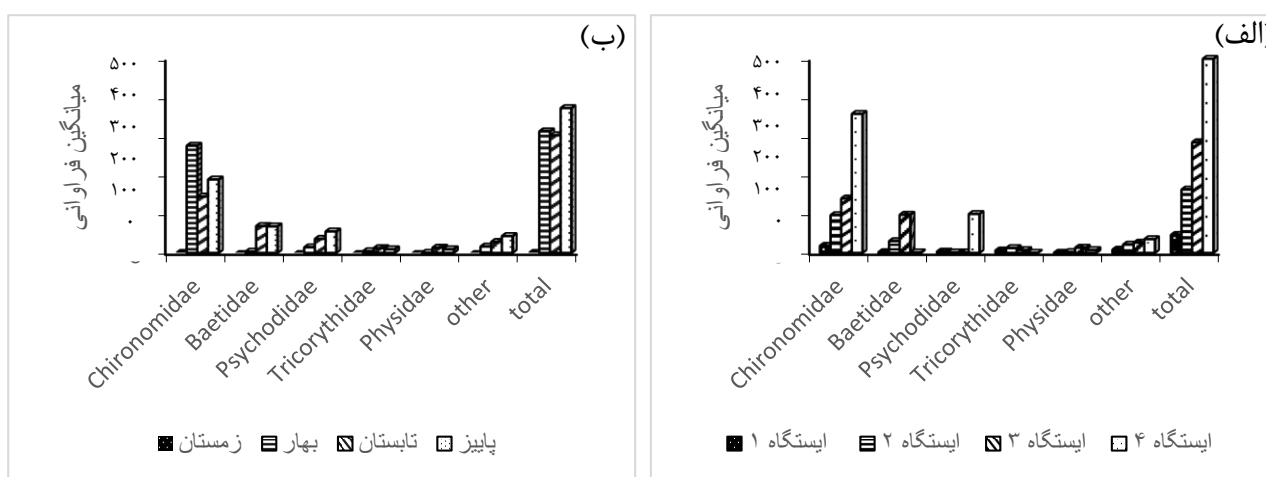 (الف)
میانگین فراوانی
۵۰۰
۴۰۰
۳۰۰
۲۰۰
۱۰۰
۰
Chironomidae
Baetidae
Psychodidae
Tricorythidae
Physidae
other
total
ایستگاه ۱ ایستگاه ۲ ایستگاه ۳ ایستگاه ۴
(ب)
میانگین فراوانی
۵۰۰
۴۰۰
۳۰۰
۲۰۰
۱۰۰
۰
Chironomidae
Baetidae
Psychodidae
Tricorythidae
Physidae
other
total
زمستان بهار تابستان پاییز